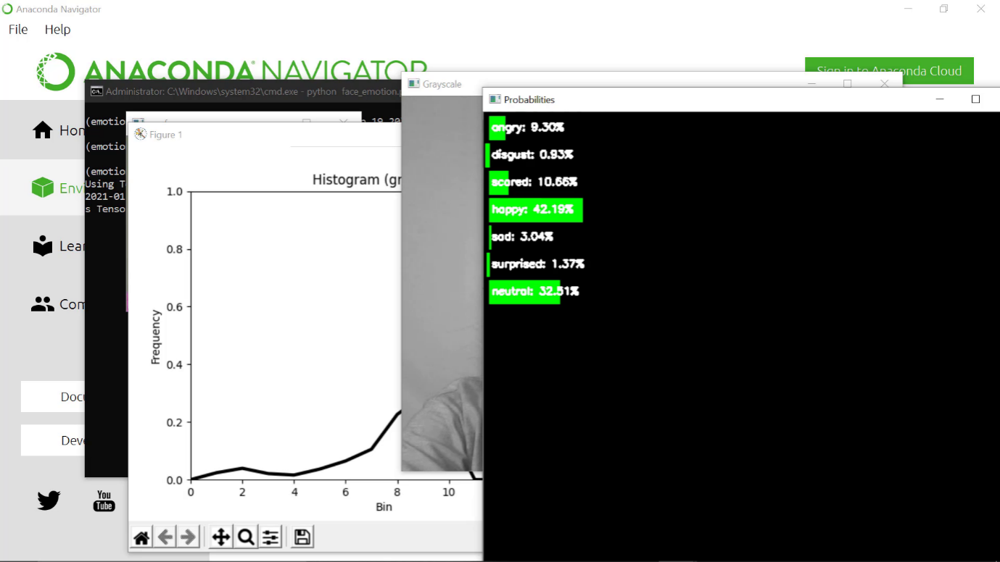 Anaconda Navigator
File Help
ANACONDA NAVIGATOR
Sign in to Anaconda Cloud
Administrator: C:\Windows\system32\cmd.exe - python face_emotion.p
Grayscale
Probabilities
(emotio
19 20
Hon
(emotio
(emotio
Using T
2021-01
s Tenso
Env
Lear
Com
Docu
Deve
You
Tube
Figure 1
Histogram (gr
1.0
0.8
0.6
0.4
0.2
0.0
Frequency
0 2 4 6 8 10
Bin
angry: 9.30%
disgust: 0.93%
scared: 10.66%
happy: 42.19%
sad: 3.04%
surprised: 1.37%
neutral: 32.51%